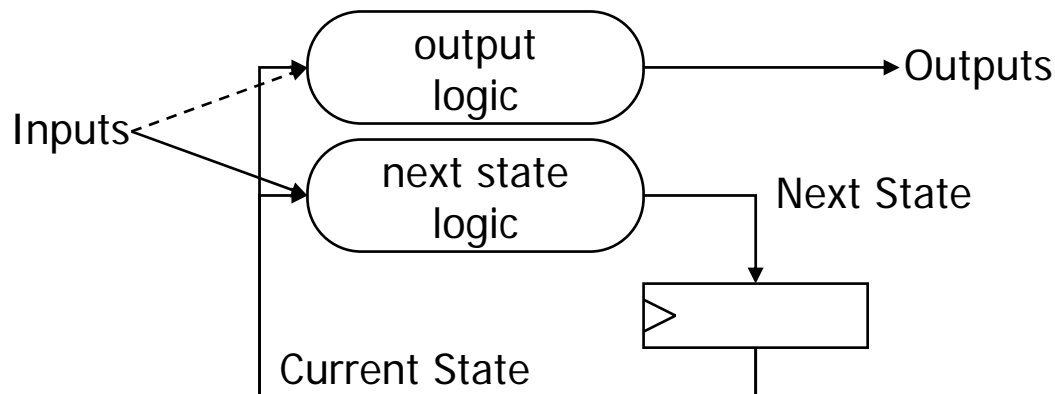 output
logic
Outputs
Inputs
next state
logic
Next State
Current State